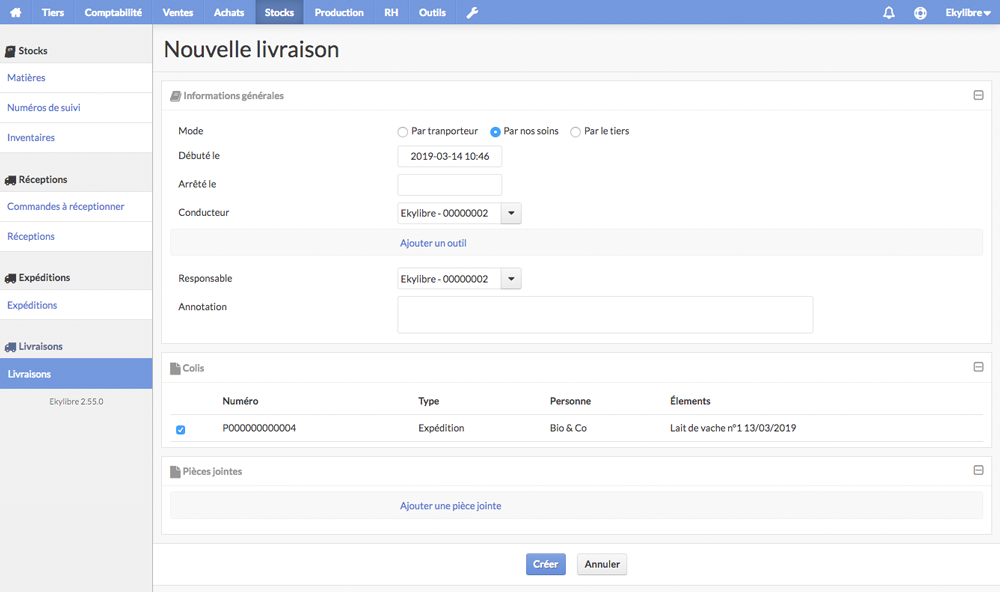 Tiers Comptabilité Ventes Achats Stocks Production RH Outils Ekylibre
Stocks
Matières
Numéros de suivi
Inventaires
Réceptions
Commandes à réceptionner
Réceptions
Expéditions
Expéditions
Livraisons
Livraisons
Ekylibre 2.55.0
Nouvelle livraison
Informations générales
Mode Par tranporteur Par nos soins Par le tiers
Débuté le 2019-03-14 10:46
Arrêté le
Conducteur Ekylibre - 00000002
Ajouter un outil
Responsable Ekylibre - 00000002
Annotation
Colis
Numéro Type Personne Élements
P000000000004 Expédition Bio & Co Lait de vache n°1 13/03/2019
Pièces jointes
Ajouter une pièce jointe
Créer Annuler